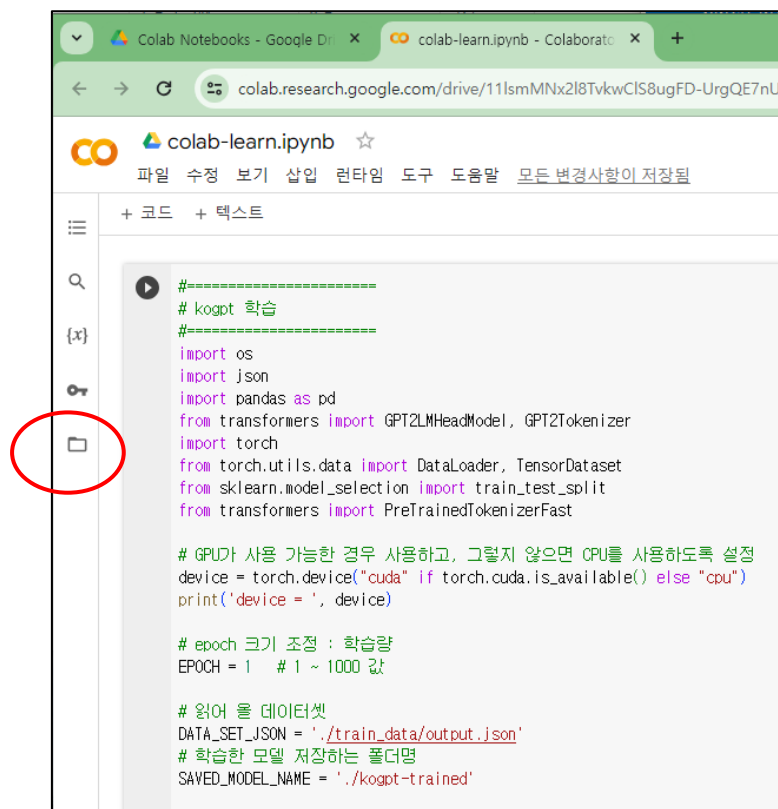 Colab Notebooks - Google Dri
colab-learn.ipynb - Colaborato
colab.research.google.com/drive/11lsmMNx2l8TvkwClS8ugFD-UrgQE7nU
colab-learn.ipynb
파일 수정 보기 삽입 런타임 도구 도움말 모든 변경사항이 저장됨
+ 코드 + 텍스트
#=======================
# kogpt 학습
#=======================
import os
{x}
import json
import pandas as pd
from transformers import GPT2LMHeadModel, GPT2Tokenizer
import torch
from torch.utils.data import DataLoader, TensorDataset
from sklearn.model_selection import train_test_split
from transformers import PreTrainedTokenizerFast
# GPU가 사용 가능한 경우 사용하고, 그렇지 않으면 CPU를 사용하도록 설정
device = torch.device("cuda" if torch.cuda.is_available() else "cpu")
print('device = ', device)
# epoch 크기 조정 : 학습량
EPOCH = 1 # 1 ~ 1000 값
# 읽어 올 데이터셋
DATA_SET_JSON = './train_data/output.json'
# 학습한 모델 저장하는 폴더명
SAVED_MODEL_NAME = './kogpt-trained'